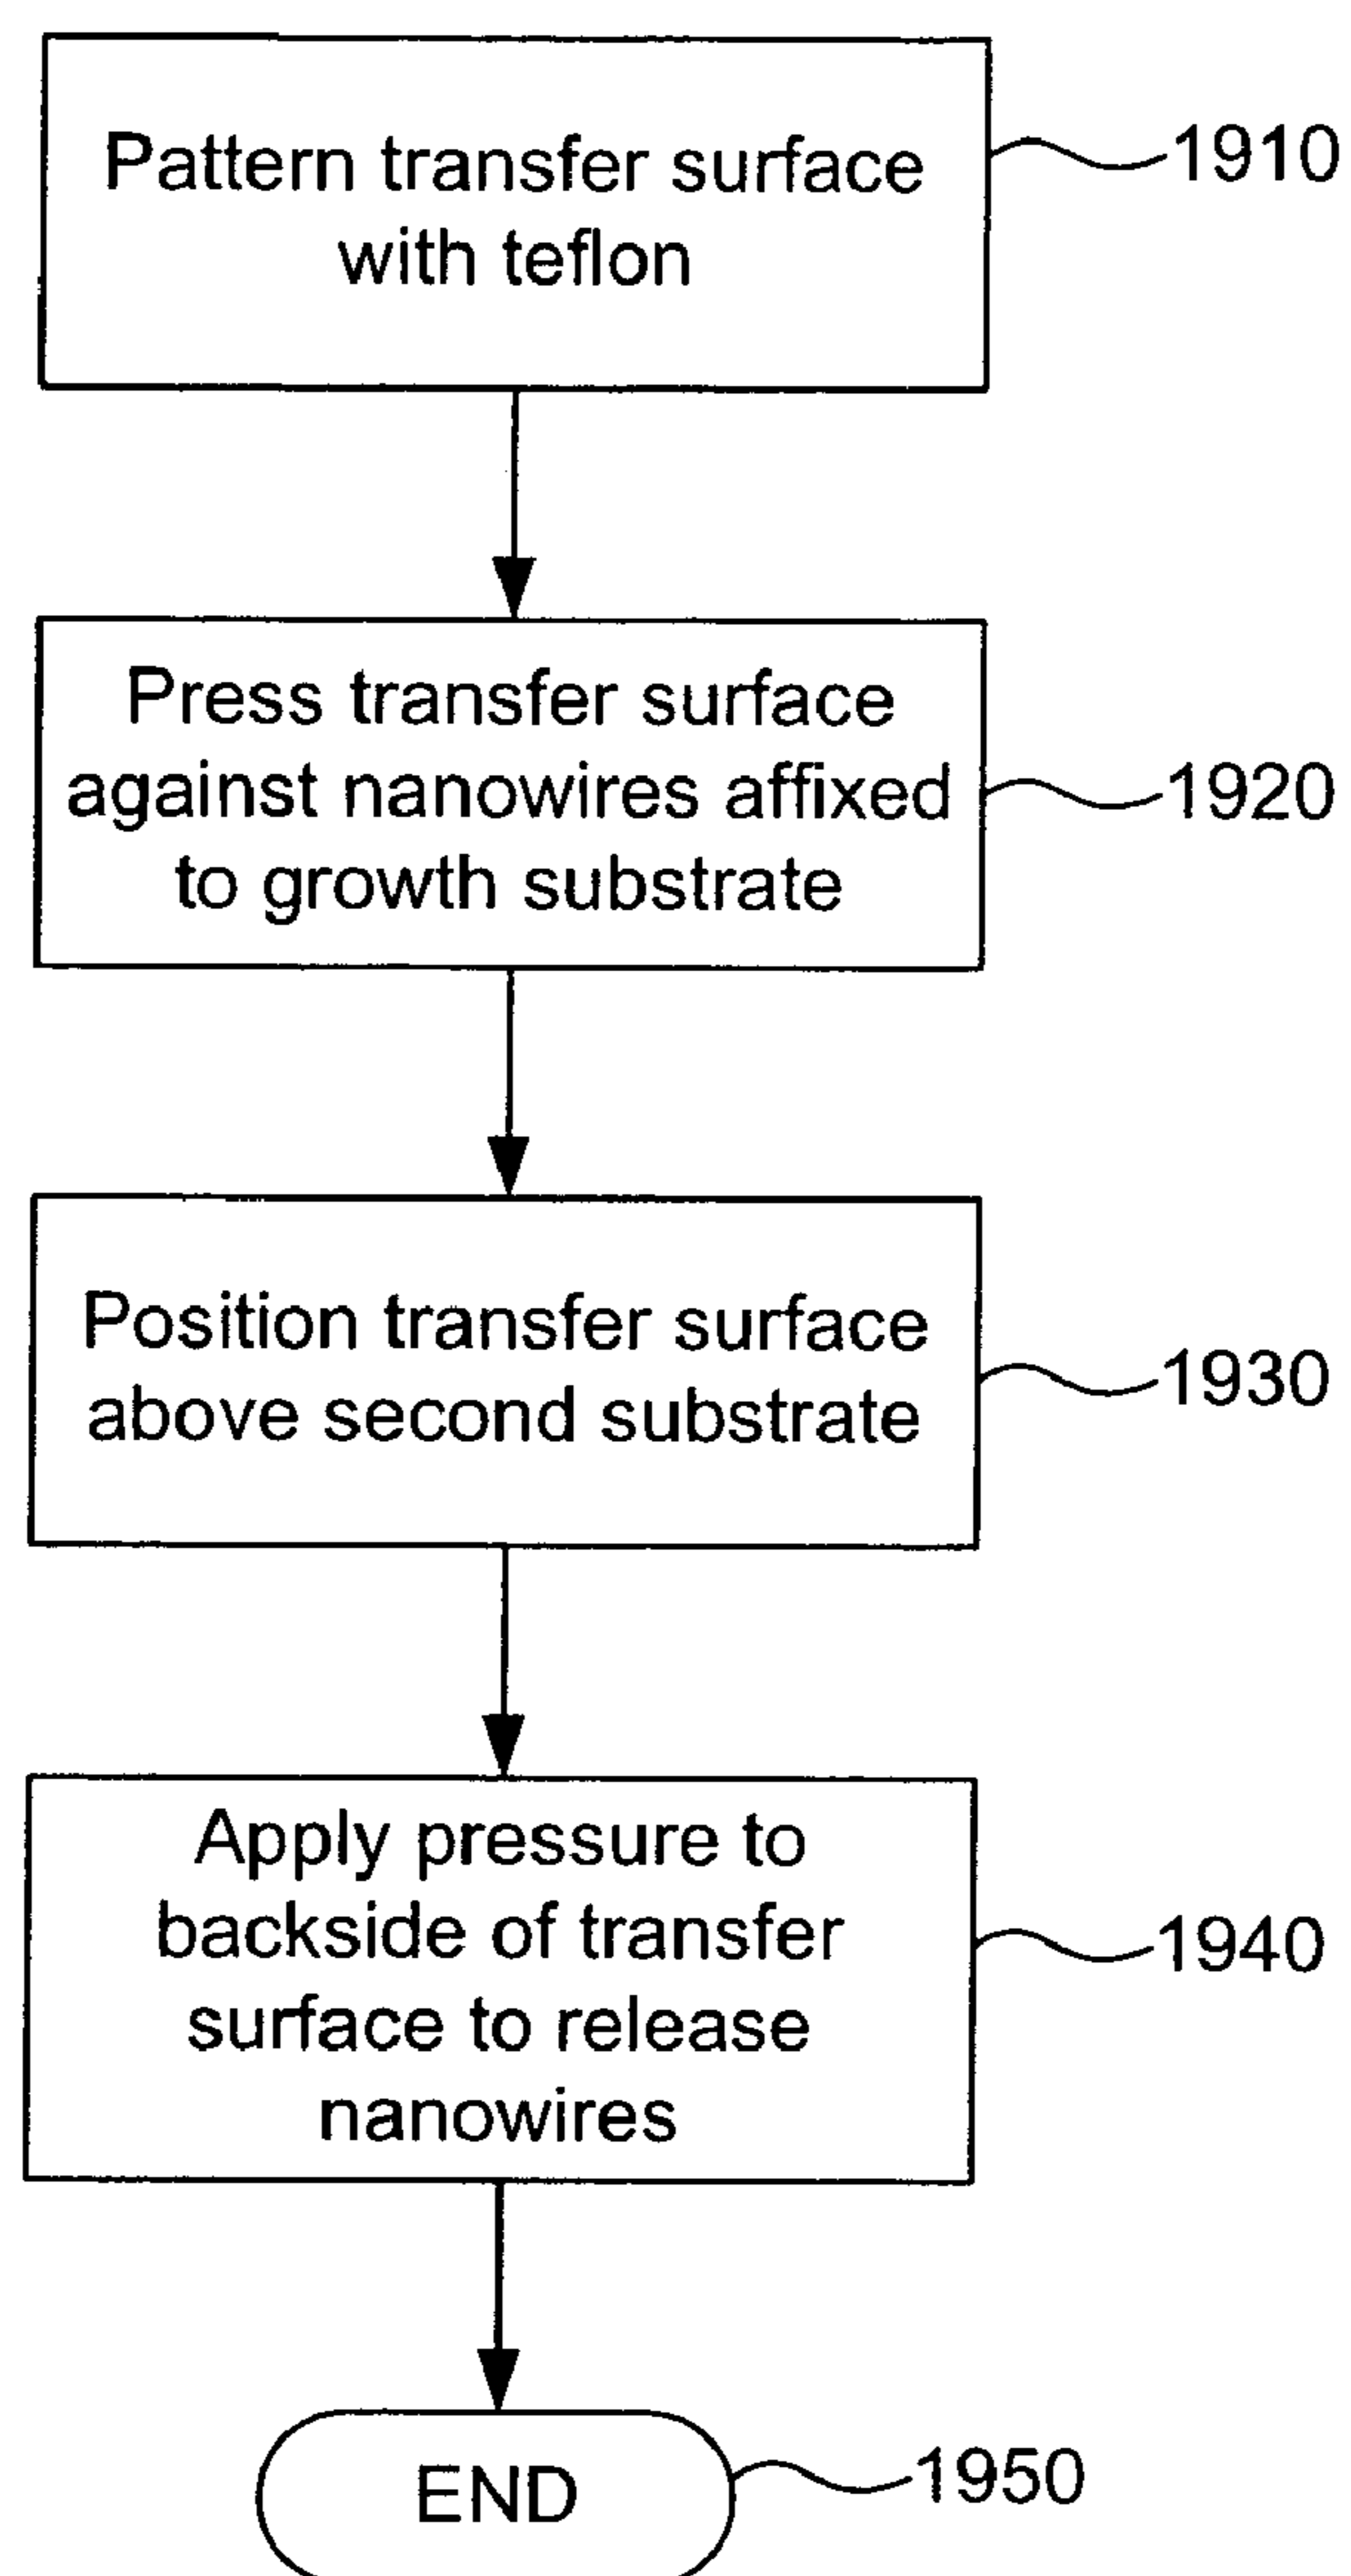 Pattern transfer surface
with teflon
1910
Press transfer surface
against nanowires affixed
to growth substrate
1920
Position transfer surface
above second substrate
1930
Apply pressure to
backside of transfer
surface to release
nanowires
1940
END
1950